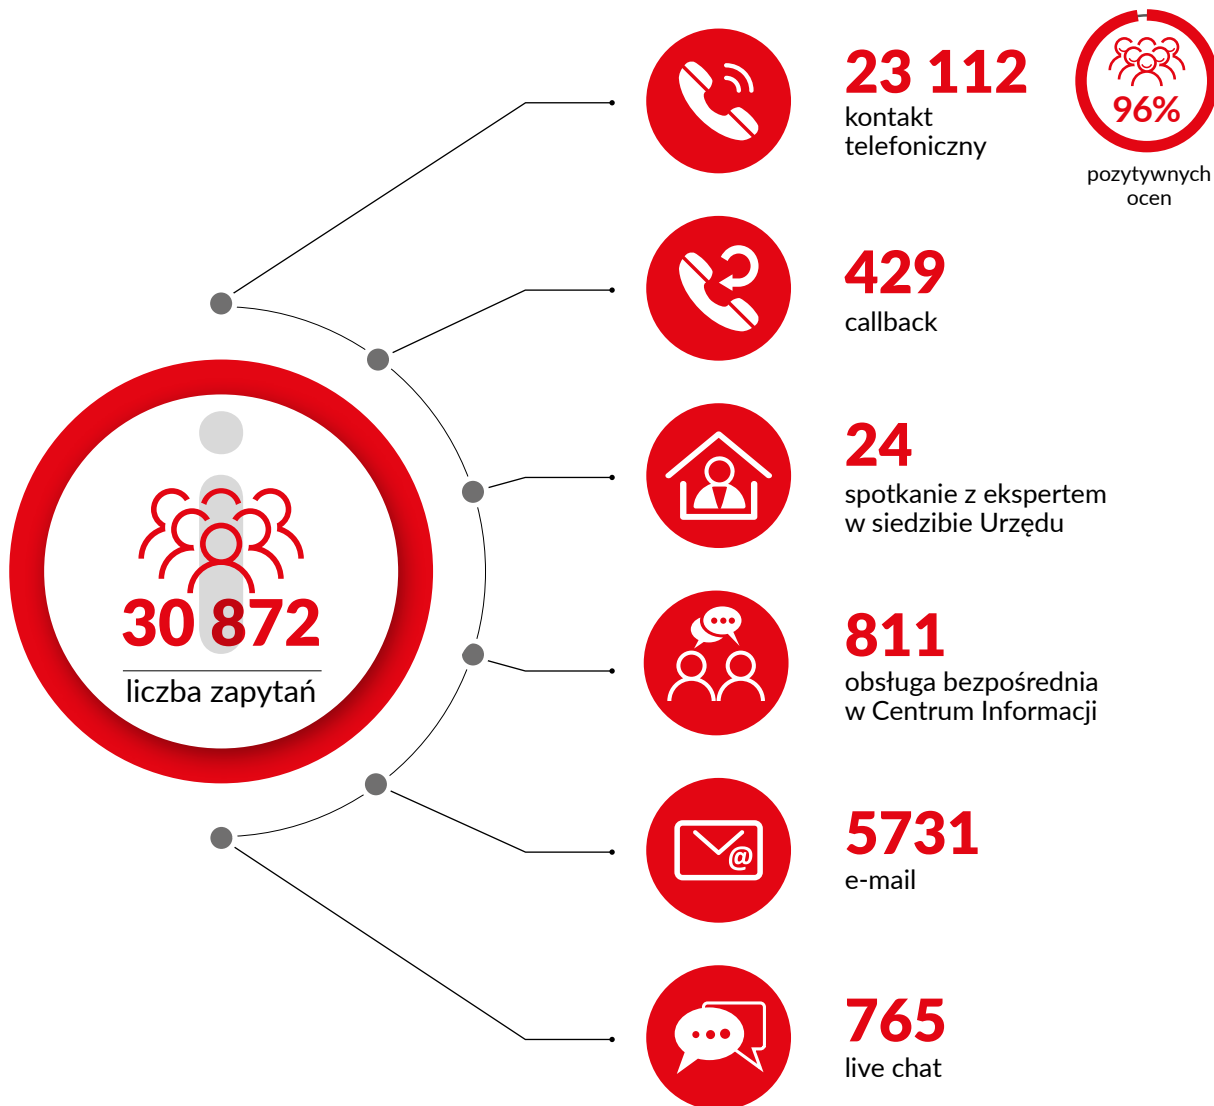 23 112
kontakt
telefoniczny
96%
pozytywnych
ocen
429
callback
24
spotkanie z ekspertem
w siedzibie Urzędu
30 872
liczba zapytań
811
obsługa bezpośrednia
w Centrum Informacji
5731
e-mail
@
765
live chat